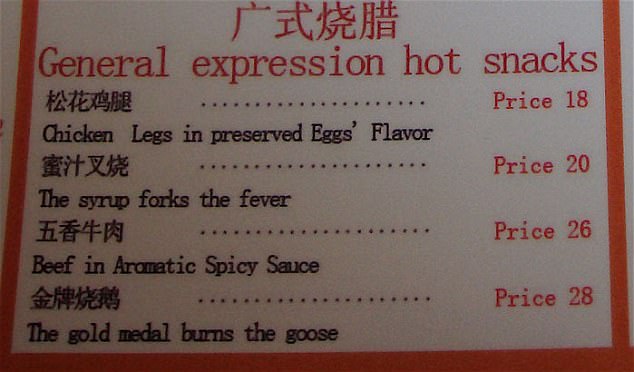 广式烧腊
General expression hot snacks
松花鸡腿 ...................... Price 18
Chicken Legs in preserved Eggs' Flavor
蜜汁叉烧 ...................... Price 20
The syrup forks the fever
五香牛肉 ...................... Price 26
Beef in Aromatic Spicy Sauce
金牌烧鹅 ...................... Price 28
The gold medal burns the goose